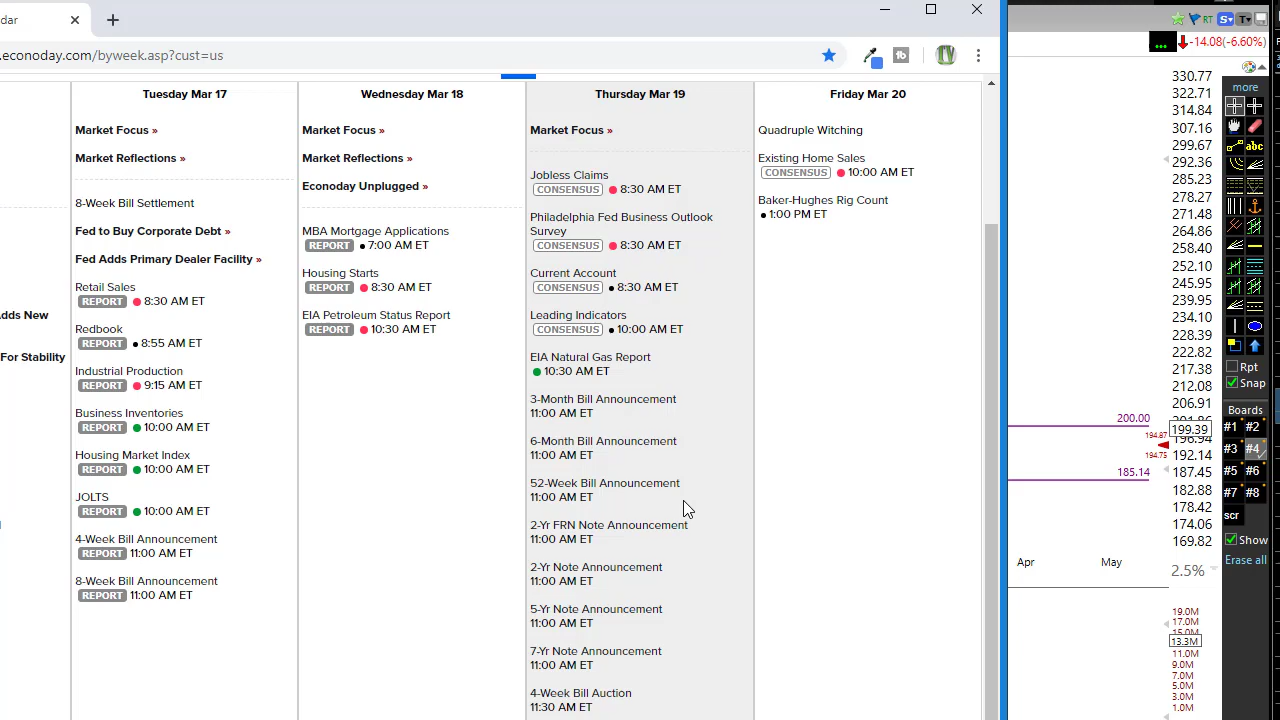 dar
.econoday.com/byweek.asp?cust=us
Adds New
For Stability
Tuesday Mar 17
Market Focus »
Market Reflections »
8-Week Bill Settlement
Fed to Buy Corporate Debt »
Fed Adds Primary Dealer Facility »
Retail Sales
REPORT 8:30 AM ET
Redbook
REPORT 8:55 AM ET
Industrial Production
REPORT 9:15 AM ET
Business Inventories
REPORT 10:00 AM ET
Housing Market Index
REPORT 10:00 AM ET
JOLTS
REPORT 10:00 AM ET
4-Week Bill Announcement
REPORT 11:00 AM ET
8-Week Bill Announcement
REPORT 11:00 AM ET
Wednesday Mar 18
Market Focus »
Market Reflections »
Econoday Unplugged »
MBA Mortgage Applications
REPORT 7:00 AM ET
Housing Starts
REPORT 8:30 AM ET
EIA Petroleum Status Report
REPORT 10:30 AM ET
Thursday Mar 19
Market Focus »
Jobless Claims
CONSENSUS 8:30 AM ET
Philadelphia Fed Business Outlook
Survey
CONSENSUS 8:30 AM ET
Current Account
CONSENSUS 8:30 AM ET
Leading Indicators
CONSENSUS 10:00 AM ET
EIA Natural Gas Report
10:30 AM ET
3-Month Bill Announcement
11:00 AM ET
6-Month Bill Announcement
11:00 AM ET
52-Week Bill Announcement
11:00 AM ET
2-Yr FRN Note Announcement
11:00 AM ET
2-Yr Note Announcement
11:00 AM ET
5-Yr Note Announcement
11:00 AM ET
7-Yr Note Announcement
11:00 AM ET
4-Week Bill Auction
11:30 AM ET
Friday Mar 20
Quadruple Witching
Existing Home Sales
CONSENSUS 10:00 AM ET
Baker-Hughes Rig Count
1:00 PM ET
RT S T
-14.08(-6.60%)
330.77
322.71
314.84
307.16
299.67
292.36
285.23
278.27
271.48
264.86
258.40
252.10
245.95
239.95
234.10
228.39
222.82
217.38
212.08
206.91
200.00
199.39
194.87
194.75
192.14
185.14
187.45
182.88
178.42
174.06
169.82
Apr May
2.5%
19.0M
17.0M
13.3M
11.0M
9.0M
7.0M
5.0M
3.0M
1.0M
more
abc
Rpt
Snap
Boards
#1 #2
#3 #4
#5 #6
#7 #8
scr
Show
Erase all